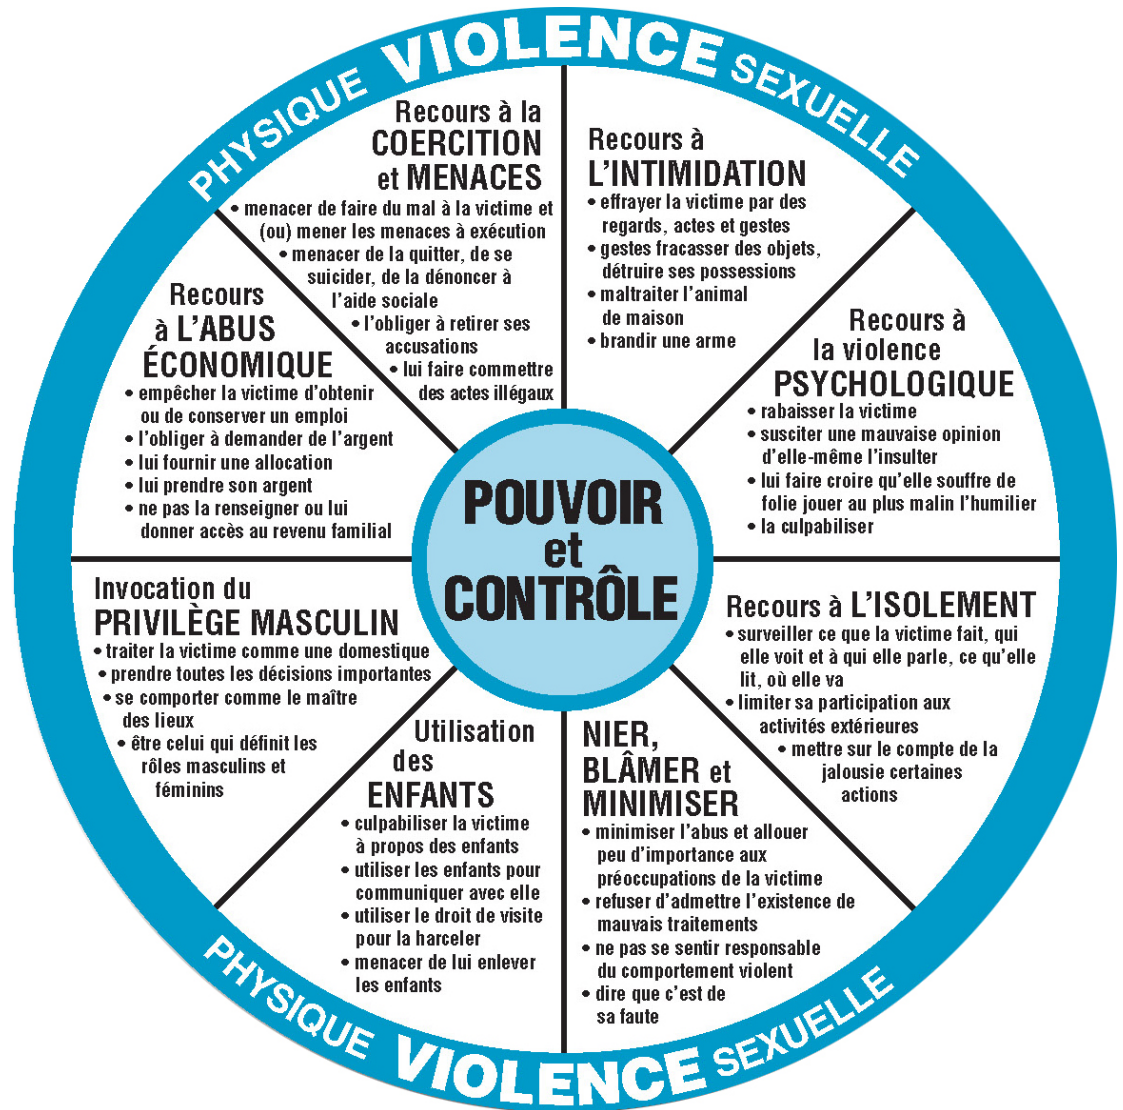 PHYSIQUE VIOLENCE SEXUELLE
Recours à la
COERCITION
et MENACES
• menacer de faire du mal à la victime et
(ou) mener les menaces à exécution
• menacer de la quitter, de se
suicider, de la dénoncer à
l'aide sociale
• l'obliger à retirer ses
accusations
• lui faire commettre
des actes illégaux
Recours à
L'INTIMIDATION
• effrayer la victime par des
regards, actes et gestes
• gestes fracasser des objets,
détruire ses possessions
• maltraiter l'animal
de maison
• brandir une arme
Recours à
la violence
PSYCHOLOGIQUE
• rabaisser la victime
• susciter une mauvaise opinion
d'elle-même l'insulter
• lui faire croire qu'elle souffre de
folie jouer au plus malin l'humilier
• la culpabiliser
Recours à L'ISOLEMENT
• surveiller ce que la victime fait, qui
elle voit et à qui elle parle, ce qu'elle
lit, où elle va
• limiter sa participation aux
activités extérieures
• mettre sur le compte de la
jalousie certaines
actions
NIER,
BLÂMER et
MINIMISER
• minimiser l'abus et allouer
peu d'importance aux
préoccupations de la victime
• refuser d'admettre l'existence de
mauvais traitements
• ne pas se sentir responsable
du comportement violent
• dire que c'est de
sa faute
Utilisation
des
ENFANTS
• culpabiliser la victime
à propos des enfants
• utiliser les enfants pour
communiquer avec elle
• utiliser le droit de visite
pour la harceler
• menacer de lui enlever
les enfants
Invocation du
PRIVILÈGE MASCULIN
• traiter la victime comme une domestique
• prendre toutes les décisions importantes
• se comporter comme le maître
des lieux
• être celui qui définit les
rôles masculins et
féminins
Recours
à L'ABUS
ÉCONOMIQUE
• empêcher la victime d'obtenir
ou de conserver un emploi
• l'obliger à demander de l'argent
• lui fournir une allocation
• lui prendre son argent
• ne pas la renseigner ou lui
donner accès au revenu familial
POUVOIR
et
CONTRÔLE
PHYSIQUE VIOLENCE SEXUELLE